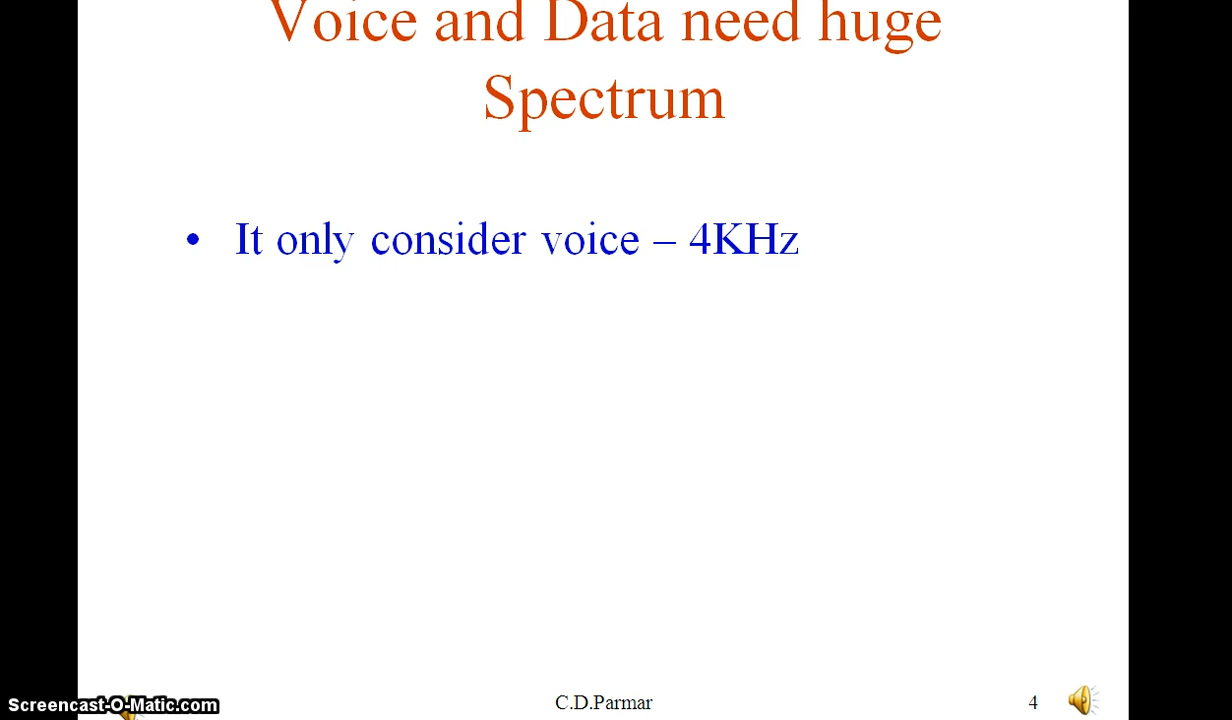 Voice and Data need huge
Spectrum
• It only consider voice – 4KHz
Screencast-O-Matic.com
C.D.Parmar
4